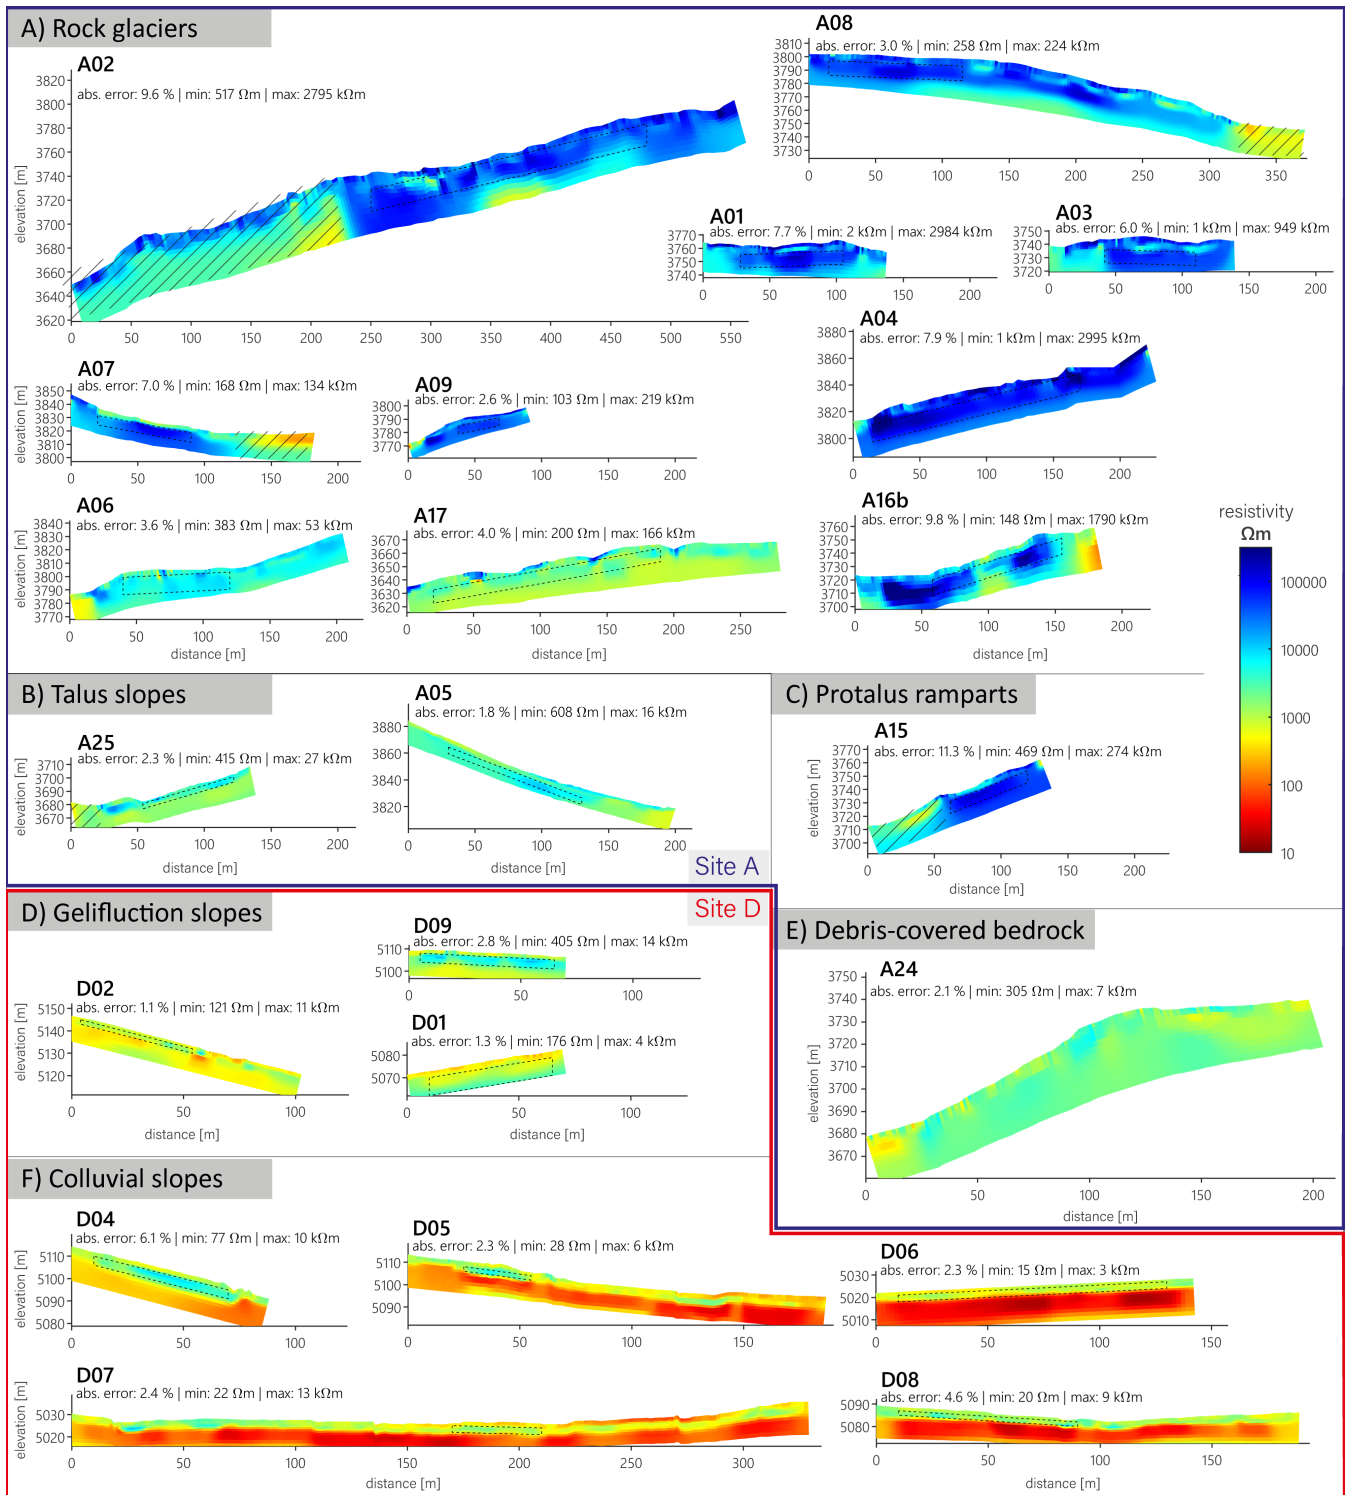 A) Rock glaciers
A02
abs. error: 9.6 % | min: 517 Ωm | max: 2795 kΩm
elevation [m]
3820
3800
3780
3760
3740
3720
3700
3680
3660
3640
3620
0 50 100 150 200 250 300 350 400 450 500 550
A08
abs. error: 3.0 % | min: 258 Ωm | max: 224 kΩm
3810
3800
3790
3780
3770
3760
3750
3740
3730
0 50 100 150 200 250 300 350
A01
abs. error: 7.7 % | min: 2 kΩm | max: 2984 kΩm
3770
3760
3750
3740
0 50 100 150 200
A03
abs. error: 6.0 % | min: 1 kΩm | max: 949 kΩm
3750
3740
3730
3720
0 50 100 150 200
A04
abs. error: 7.9 % | min: 1 kΩm | max: 2995 kΩm
3880
3860
3840
3820
3800
0 50 100 150 200
A07
abs. error: 7.0 % | min: 168 Ωm | max: 134 kΩm
elevation [m]
3850
3840
3830
3820
3810
3800
0 50 100 150 200
A09
abs. error: 2.6 % | min: 103 Ωm | max: 219 kΩm
3800
3790
3780
3770
0 50 100 150 200
A06
abs. error: 3.6 % | min: 383 Ωm | max: 53 kΩm
elevation [m]
3840
3830
3820
3810
3800
3790
3780
3770
0 50 100 150 200
distance [m]
A17
abs. error: 4.0 % | min: 200 Ωm | max: 166 kΩm
3670
3660
3650
3640
3630
3620
0 50 100 150 200 250
distance [m]
A16b
abs. error: 9.8 % | min: 148 Ωm | max: 1790 kΩm
3760
3750
3740
3730
3720
3710
3700
0 50 100 150 200
distance [m]
resistivity
Ωm
100000
10000
1000
100
10
B) Talus slopes
A25
abs. error: 2.3 % | min: 415 Ωm | max: 27 kΩm
elevation [m]
3710
3700
3690
3680
3670
0 50 100 150 200
distance [m]
A05
abs. error: 1.8 % | min: 608 Ωm | max: 16 kΩm
3880
3860
3840
3820
0 50 100 150 200
distance [m]
Site A
C) Protalus ramparts
A15
abs. error: 11.3 % | min: 469 Ωm | max: 274 kΩm
elevation [m]
3770
3760
3750
3740
3730
3720
3710
3700
0 50 100 150 200
distance [m]
D) Gelifluction slopes
Site D
D02
abs. error: 1.1 % | min: 121 Ωm | max: 11 kΩm
elevation [m]
5150
5140
5130
5120
0 50 100
distance [m]
D09
abs. error: 2.8 % | min: 405 Ωm | max: 14 kΩm
5110
5100
0 50 100
D01
abs. error: 1.3 % | min: 176 Ωm | max: 4 kΩm
5080
5070
0 50 100
distance [m]
E) Debris-covered bedrock
A24
abs. error: 2.1 % | min: 305 Ωm | max: 7 kΩm
elevation [m]
3750
3740
3730
3720
3710
3700
3690
3680
3670
0 50 100 150 200
distance [m]
F) Colluvial slopes
D04
abs. error: 6.1 % | min: 77 Ωm | max: 10 kΩm
elevation [m]
5110
5100
5090
5080
0 50 100
D05
abs. error: 2.3 % | min: 28 Ωm | max: 6 kΩm
5110
5100
5090
0 50 100 150
D06
abs. error: 2.3 % | min: 15 Ωm | max: 3 kΩm
5030
5020
5010
0 50 100 150
D07
abs. error: 2.4 % | min: 22 Ωm | max: 13 kΩm
elevation [m]
5030
5020
0 50 100 150 200 250 300
distance [m]
D08
abs. error: 4.6 % | min: 20 Ωm | max: 9 kΩm
5090
5080
0 50 100 150
distance [m]